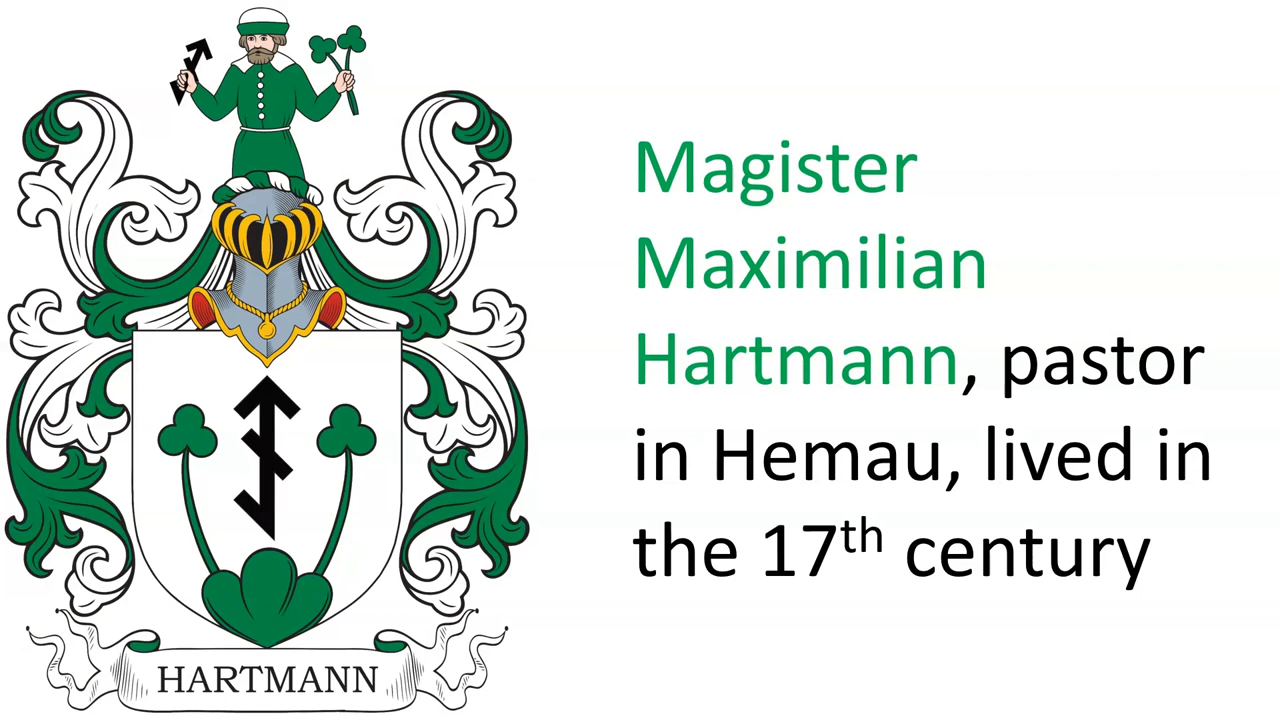 Magister
Maximilian
Hartmann, pastor
in Hemau, lived in
the 17th century
HARTMANN